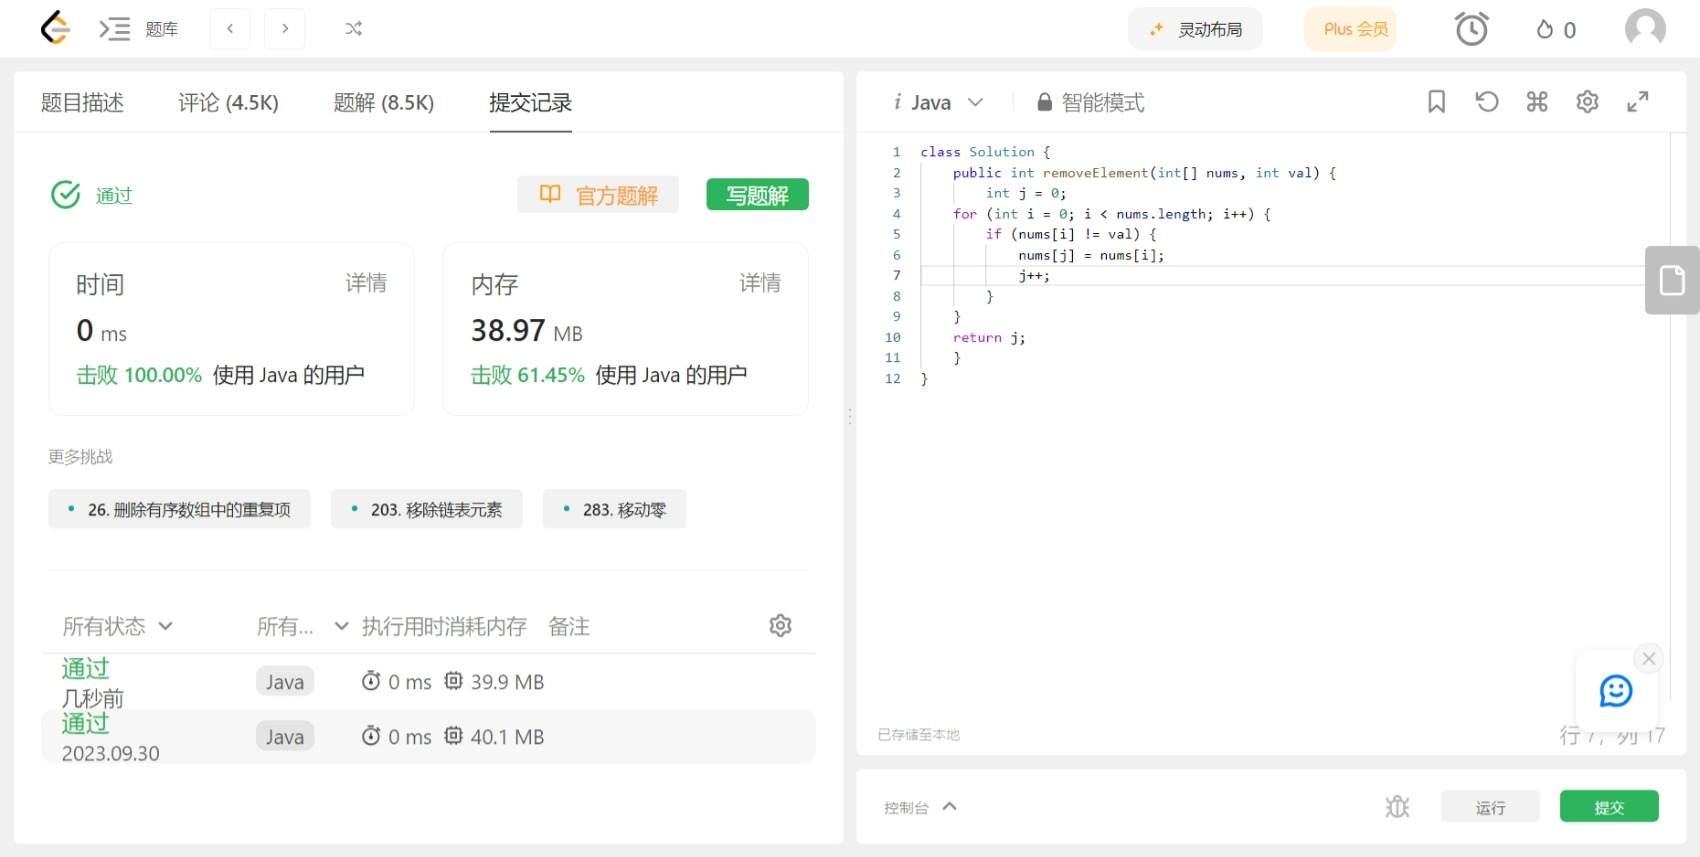 题库
灵动布局
Plus 会员
0
题目描述
评论 (4.5K)
题解 (8.5K)
提交记录
通过
官方题解
写题解
时间
详情
0 ms
击败 100.00% 使用 Java 的用户
内存
详情
38.97 MB
击败 61.45% 使用 Java 的用户
更多挑战
26. 删除有序数组中的重复项
203. 移除链表元素
283. 移动零
所有状态
所有...
执行用时
消耗内存
备注
通过
几秒前
Java
0 ms
39.9 MB
通过
2023.09.30
Java
0 ms
40.1 MB
i Java
智能模式
1 class Solution {
2     public int removeElement(int[] nums, int val) {
3         int j = 0;
4     for (int i = 0; i < nums.length; i++) {
5         if (nums[i] != val) {
6             nums[j] = nums[i];
7             j++;
8         }
9     }
10     return j;
11     }
12 }
已存储至本地
行 7, 列 17
控制台
运行
提交